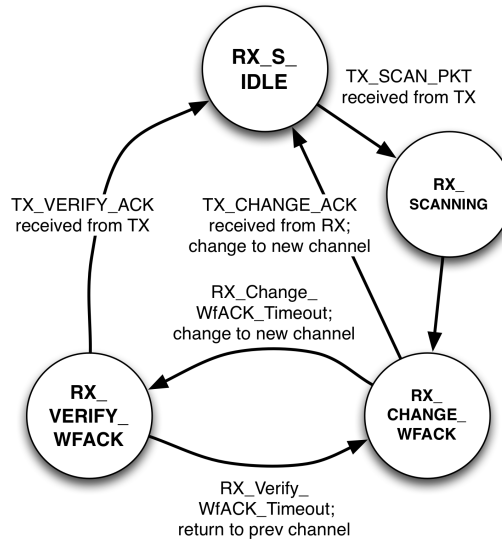 RX_S_
IDLE
TX_SCAN_PKT
received from TX
RX_
SCANNING
TX_VERIFY_ACK
received from TX
TX_CHANGE_ACK
received from RX;
change to new channel
RX_Change_
WfACK_Timeout;
change to new channel
RX_
VERIFY_
WFACK
RX_
CHANGE_
WFACK
RX_Verify_
WfACK_Timeout;
return to prev channel